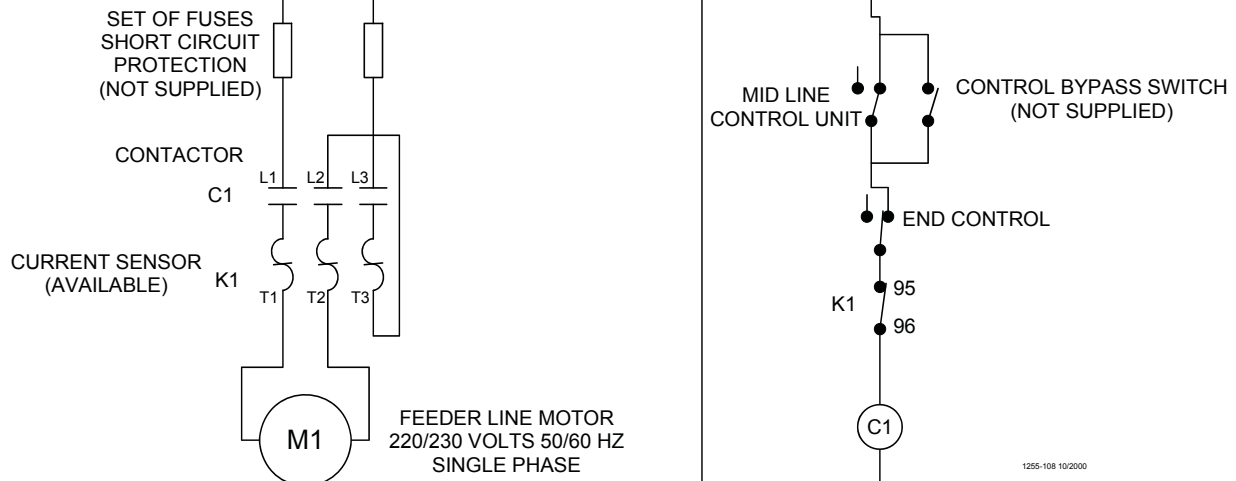 SET OF FUSES
SHORT CIRCUIT
PROTECTION
(NOT SUPPLIED)
CONTACTOR
C1
L1
L2
L3
CURRENT SENSOR
(AVAILABLE)
K1
T1
T2
T3
M1
FEEDER LINE MOTOR
220/230 VOLTS 50/60 HZ
SINGLE PHASE
MID LINE
CONTROL UNIT
CONTROL BYPASS SWITCH
(NOT SUPPLIED)
END CONTROL
K1
95
96
C1
1255-108 10/2000